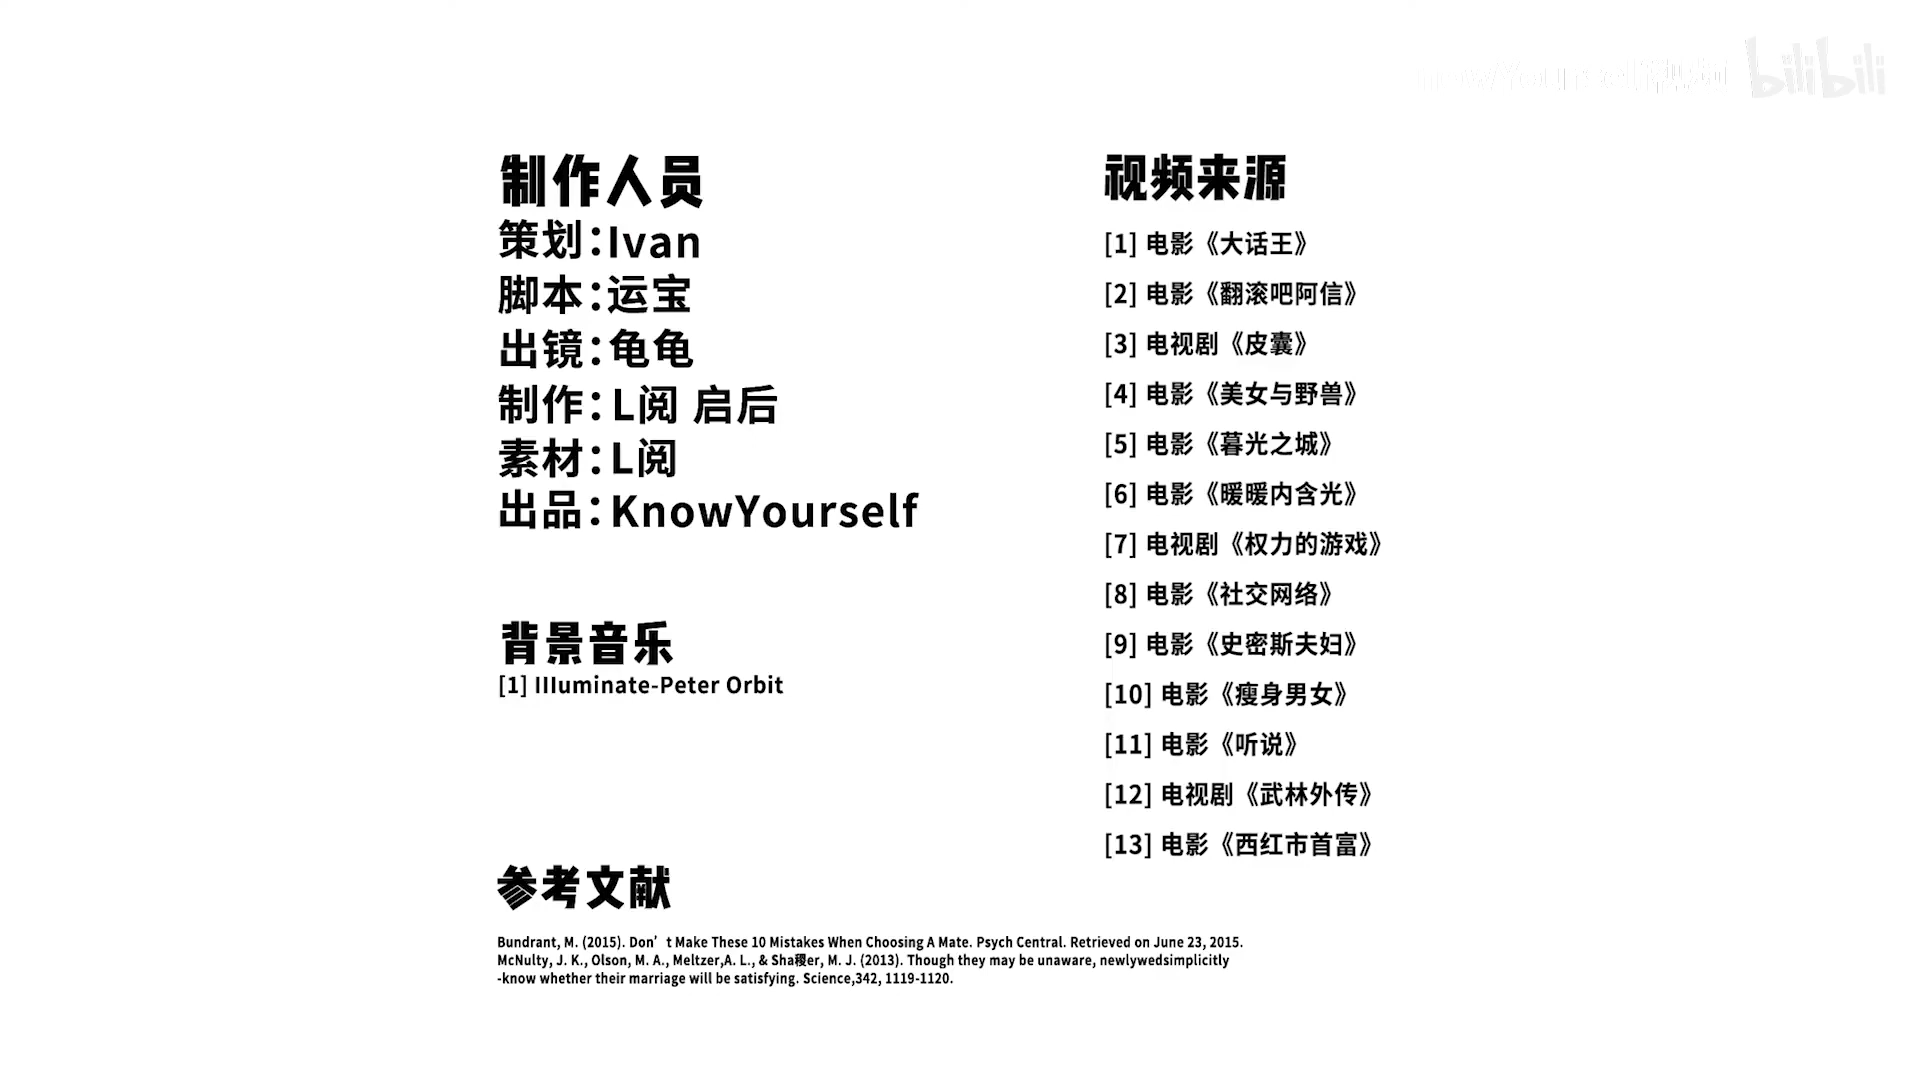 bilibili
制作人员
策划:Ivan
脚本:运宝
出镜:龟龟
制作:L阅 启后
素材:L阅
出品:KnowYourself
背景音乐
[1] IIIuminate-Peter Orbit
视频来源
[1] 电影《大话王》
[2] 电影《翻滚吧阿信》
[3] 电视剧《皮囊》
[4] 电影《美女与野兽》
[5] 电影《暮光之城》
[6] 电影《暖暖内含光》
[7] 电视剧《权力的游戏》
[8] 电影《社交网络》
[9] 电影《史密斯夫妇》
[10] 电影《瘦身男女》
[11] 电影《听说》
[12] 电视剧《武林外传》
[13] 电影《西红市首富》
参考文献
Bundrant, M. (2015). Don’t Make These 10 Mistakes When Choosing A Mate. Psych Central. Retrieved on June 23, 2015.
McNulty, J. K., Olson, M. A., Meltzer,A. L., & Sha稷er, M. J. (2013). Though they may be unaware, newlywedsimplicitly
-know whether their marriage will be satisfying. Science,342, 1119-1120.